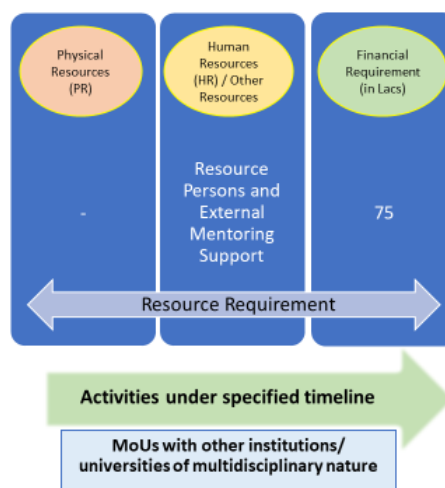 Physical
Resources
(PR)
Human
Resources
(HR) / Other
Resources
Financial
Requirement
(in Lacs)
-
Resource
Persons and
External
Mentoring
Support
75
Resource Requirement
Activities under specified timeline
MoUs with other institutions/
universities of multidisciplinary nature